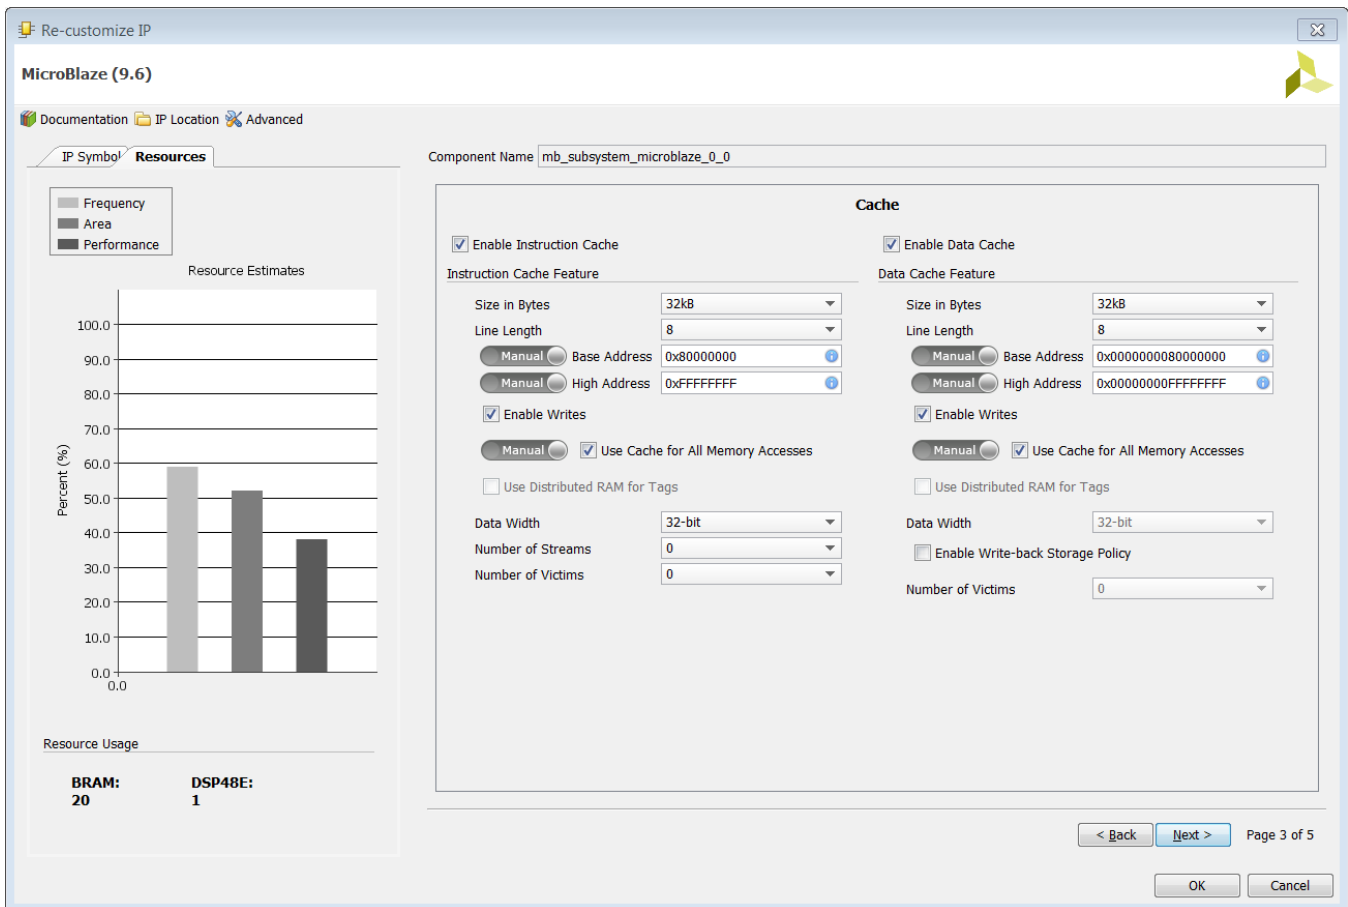 Re-customize IP
MicroBlaze (9.6)
Documentation IP Location Advanced
IP Symbol Resources
Frequency
Area
Performance
Resource Estimates
Percent (%)
100.0
90.0
80.0
70.0
60.0
50.0
40.0
30.0
20.0
10.0
0.0
0.0
Resource Usage
BRAM: DSP48E:
20 1
Component Name mb_subsystem_microblaze_0_0
Cache
Enable Instruction Cache
Instruction Cache Feature
Size in Bytes 32kB
Line Length 8
Manual Base Address 0x80000000
Manual High Address 0xFFFFFFFF
Enable Writes
Manual Use Cache for All Memory Accesses
Use Distributed RAM for Tags
Data Width 32-bit
Number of Streams 0
Number of Victims 0
Enable Data Cache
Data Cache Feature
Size in Bytes 32kB
Line Length 8
Manual Base Address 0x0000000080000000
Manual High Address 0x00000000FFFFFFFF
Enable Writes
Manual Use Cache for All Memory Accesses
Use Distributed RAM for Tags
Data Width 32-bit
Enable Write-back Storage Policy
Number of Victims 0
< Back Next > Page 3 of 5
OK Cancel